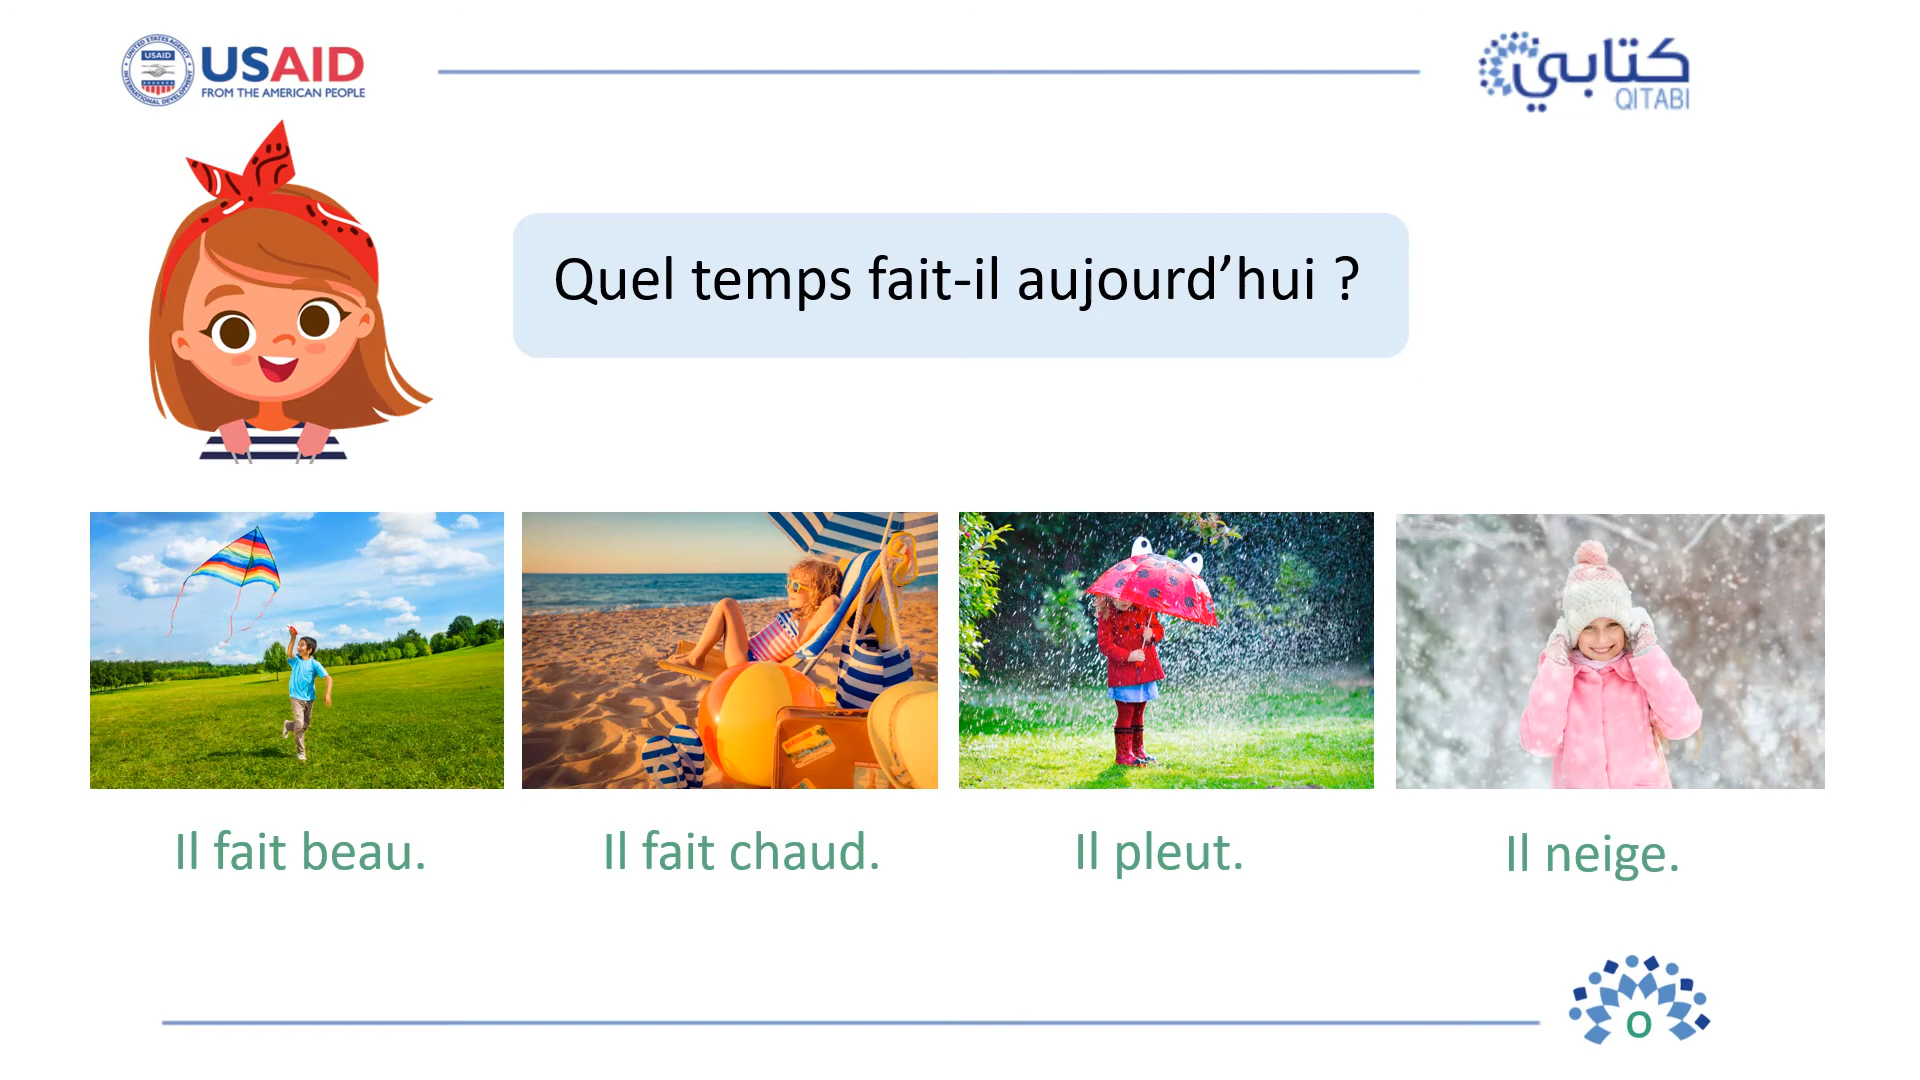 USAID
FROM THE AMERICAN PEOPLE
كتابي
QITABI
Quel temps fait-il aujourd’hui ?
Il fait beau.
Il fait chaud.
Il pleut.
Il neige.
O